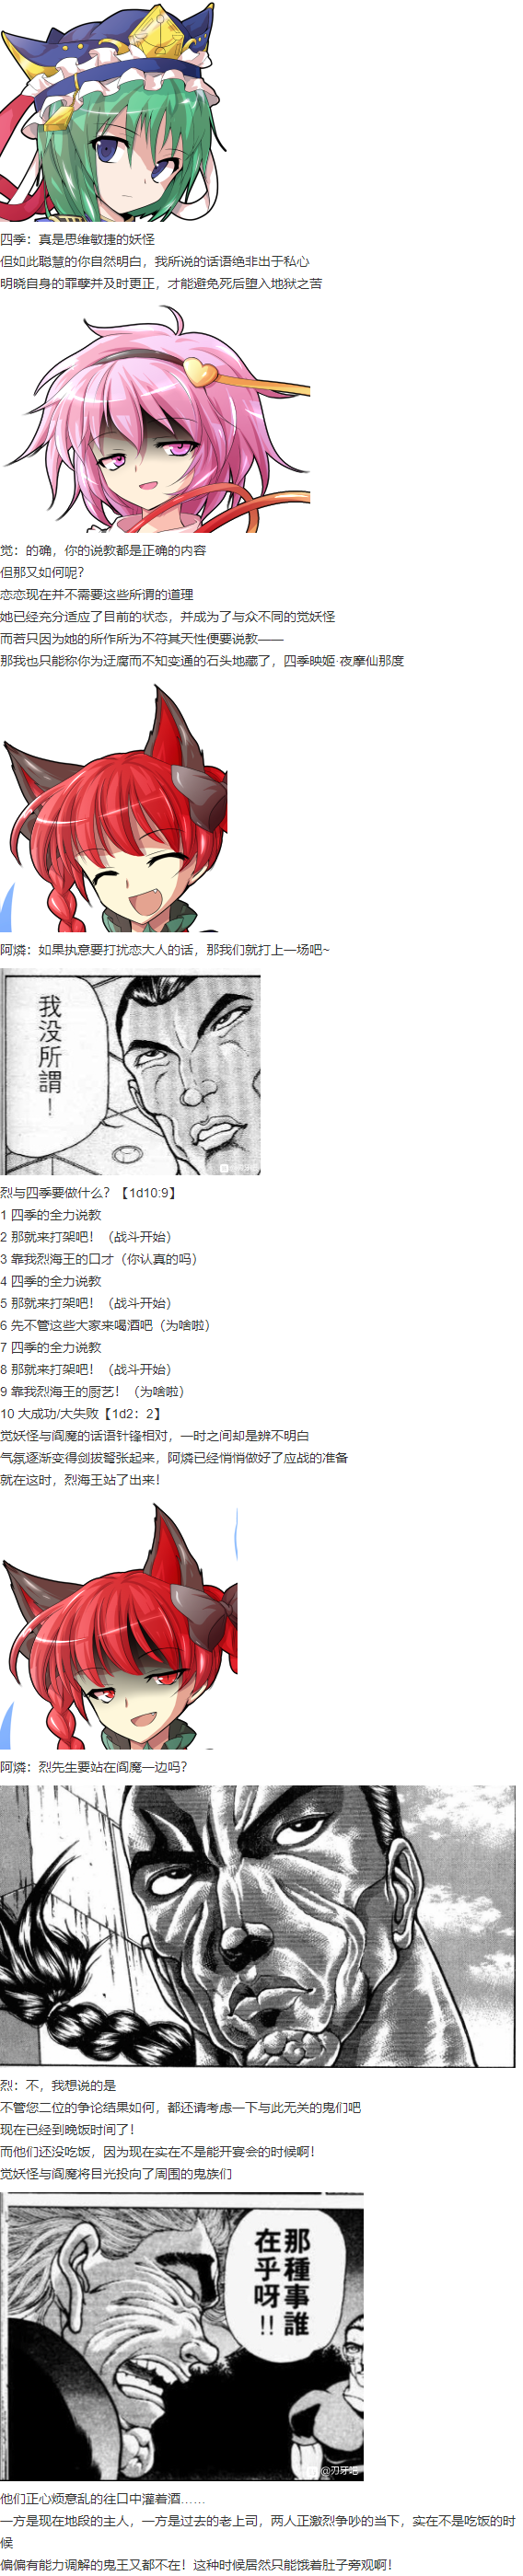 四季：真是思维敏捷的妖怪
但如此聪慧的你自然明白，我所说的话语绝非出于私心
明晓自身的罪孽并及时更正，才能避免死后堕入地狱之苦
觉：的确，你的说教都是正确的内容
但那又如何呢？
恋恋现在并不需要这些所谓的道理
她已经充分适应了目前的状态，并成为了与众不同的觉妖怪
而若只因为她的所作所为不符其天性便要说教——
那我也只能称你为迂腐而不知变通的石头地藏了，四季映姬·夜摩仙那度
阿燐：如果执意要打扰恋大人的话，那我们就打上一场吧~
我没所謂！
烈与四季要做什么？【1d10:9】
1 四季的全力说教
2 那就来打架吧！（战斗开始）
3 靠我烈海王的口才（你认真的吗）
4 四季的全力说教
5 那就来打架吧！（战斗开始）
6 先不管这些大家来喝酒吧（为啥啦）
7 四季的全力说教
8 那就来打架吧！（战斗开始）
9 靠我烈海王的厨艺！（为啥啦）
10 大成功/大失败【1d2：2】
觉妖怪与阎魔的话语针锋相对，一时之间却是辨不明白
气氛逐渐变得剑拔弩张起来，阿燐已经悄悄做好了应战的准备
就在这时，烈海王站了出来！
阿燐：烈先生要站在阎魔一边吗？
烈：不，我想说的是
不管您二位的争论结果如何，都还请考虑一下与此无关的鬼们吧
现在已经到晚饭时间了！
而他们还没吃饭，因为现在实在不是能开宴会的时候啊！
觉妖怪与阎魔将目光投向了周围的鬼族们
那種事誰
在乎呀!!
@刃牙吧
他们正心烦意乱的往口中灌着酒……
一方是现在地段的主人，一方是过去的老上司，两人正激烈争吵的当下，实在不是吃饭的时
候
偏偏有能力调解的鬼王又都不在！这种时候居然只能饿着肚子旁观啊！